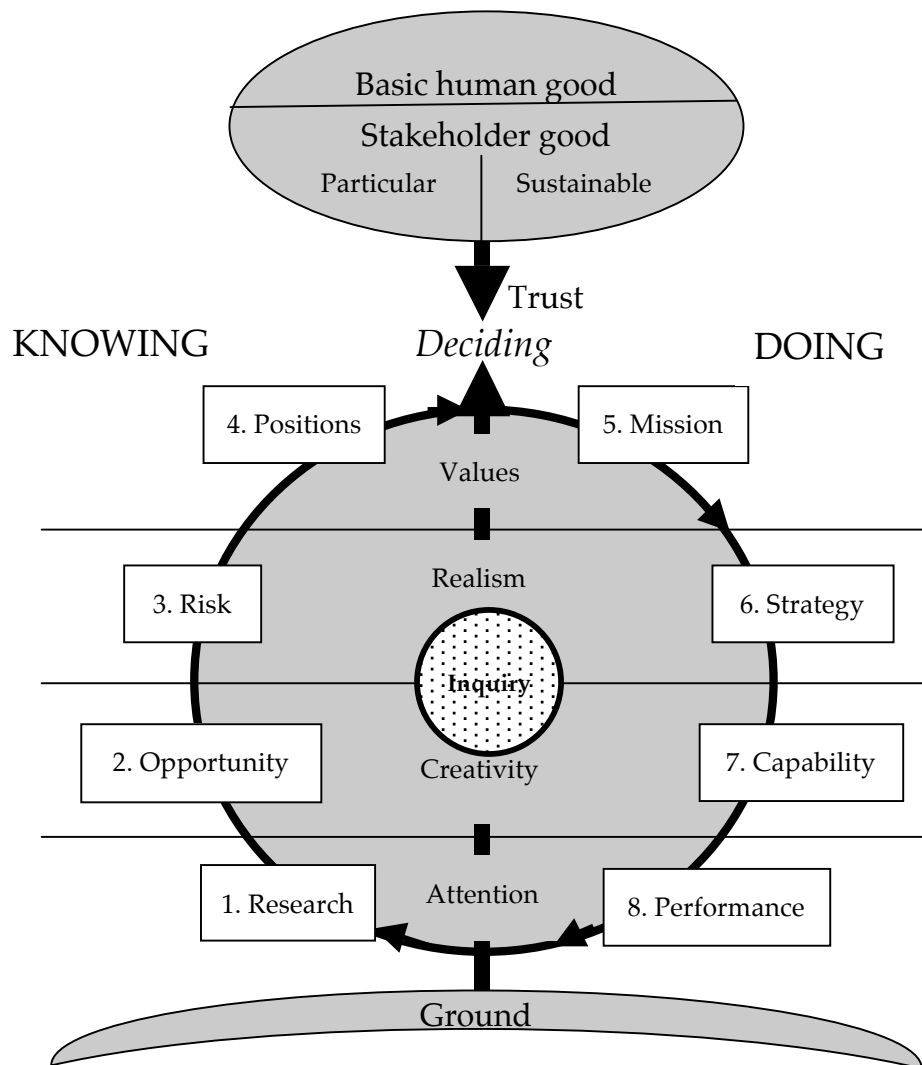 Basic human good
Stakeholder good
Particular
Sustainable
Trust
KNOWING
Deciding
DOING
4. Positions
5. Mission
Values
Realism
3. Risk
6. Strategy
Inquiry
2. Opportunity
Creativity
7. Capability
1. Research
Attention
8. Performance
Ground